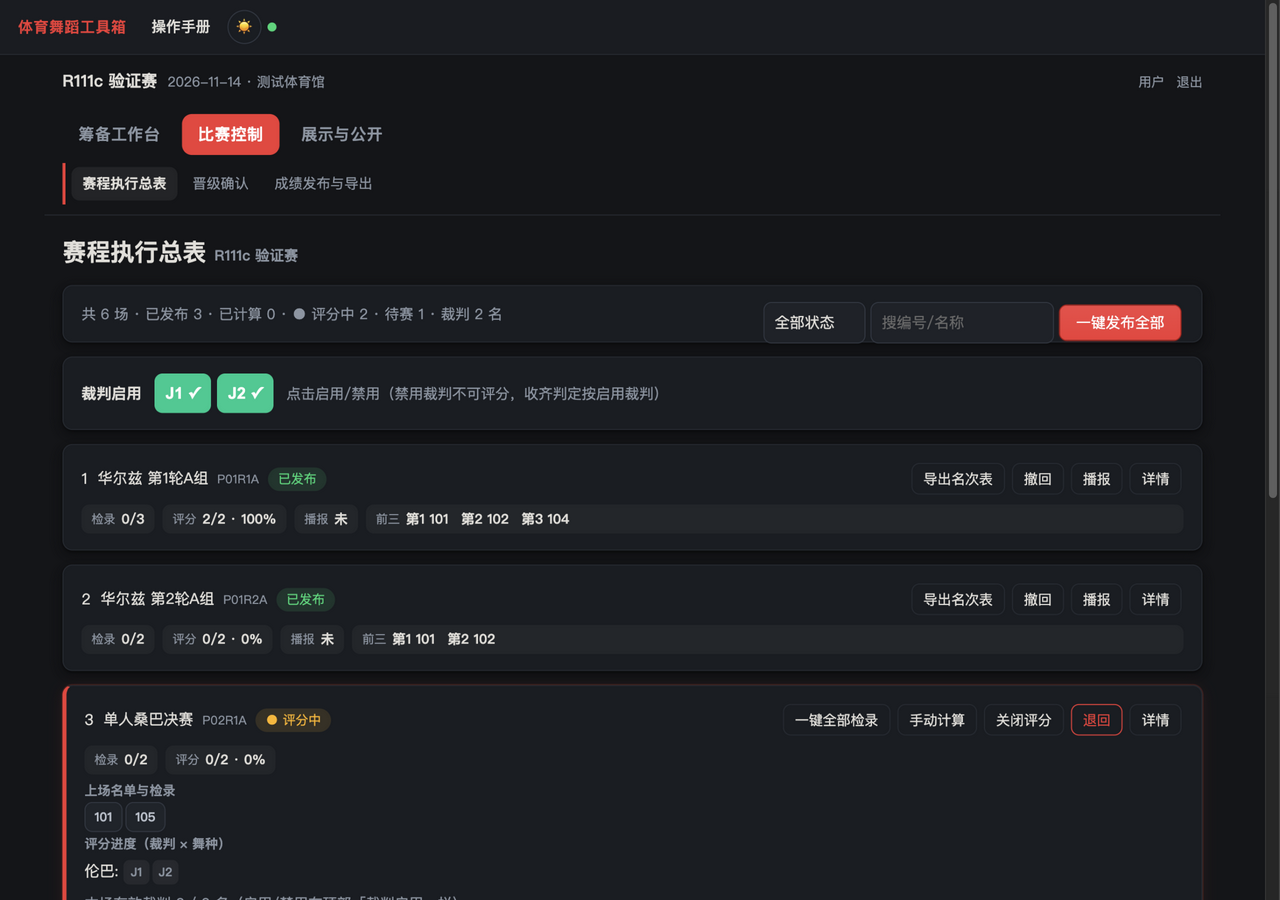 体育舞蹈工具箱 操作手册
R111c 验证赛 2026-11-14 · 测试体育馆 用户 退出
筹备工作台 比赛控制 展示与公开
赛程执行总表 晋级确认 成绩发布与导出
赛程执行总表 R111c 验证赛
共 6 场 · 已发布 3 · 已计算 0 · ● 评分中 2 · 待赛 1 · 裁判 2 名 全部状态 搜编号/名称 一键发布全部
裁判启用 J1 ✓ J2 ✓ 点击启用/禁用（禁用裁判不可评分，收齐判定按启用裁判）
1 华尔兹 第1轮A组 P01R1A 已发布 导出名次表 撤回 播报 详情
检录 0/3 评分 2/2 · 100% 播报 未 前三 第1 101 第2 102 第3 104
2 华尔兹 第2轮A组 P01R2A 已发布 导出名次表 撤回 播报 详情
检录 0/2 评分 0/2 · 0% 播报 未 前三 第1 101 第2 102
3 单人桑巴决赛 P02R1A ● 评分中 一键全部检录 手动计算 关闭评分 退回 详情
检录 0/2 评分 0/2 · 0%
上场名单与检录
101 105
评分进度（裁判 × 舞种）
伦巴: J1 J2